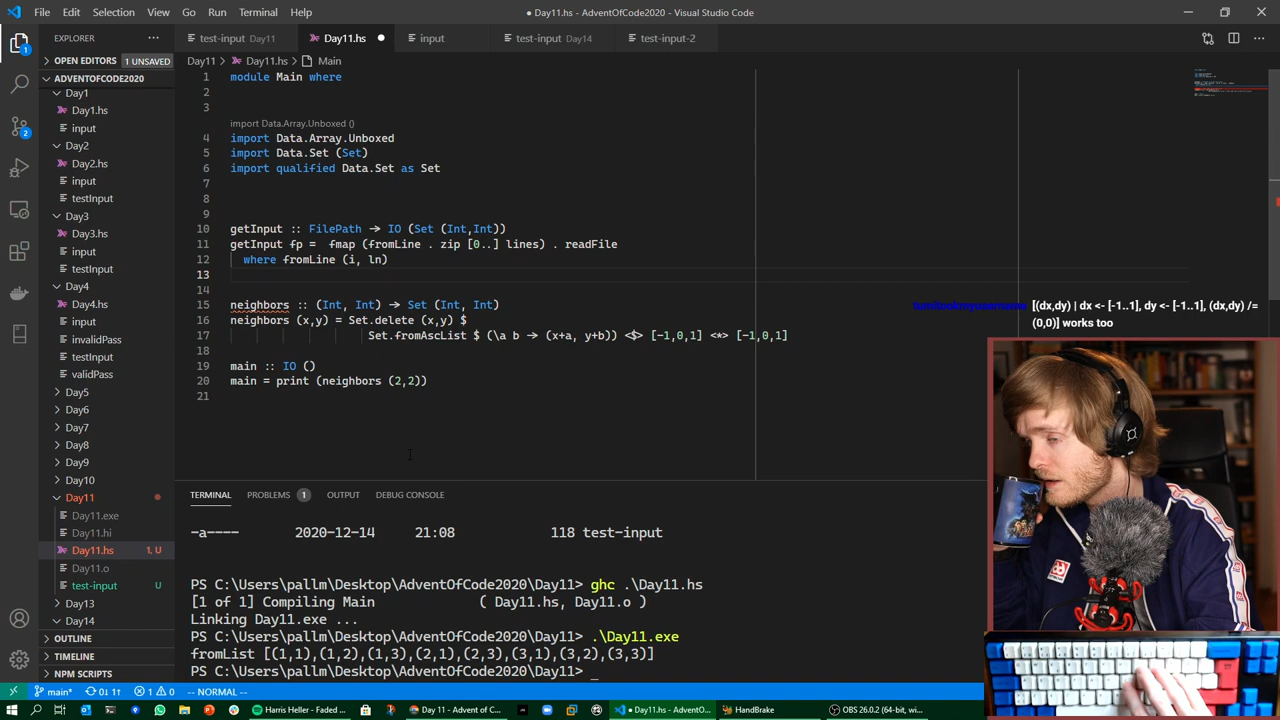 File Edit Selection View Go Run Terminal Help
● Day11.hs - AdventOfCode2020 - Visual Studio Code
EXPLORER
OPEN EDITORS 1 UNSAVED
ADVENTOFCODE2020
Day1
Day1.hs
input
Day2
Day2.hs
input
testInput
Day3
Day3.hs
input
testInput
Day4
Day4.hs
input
invalidPass
testInput
validPass
Day5
Day6
Day7
Day8
Day9
Day10
Day11
Day11.exe
Day11.hi
Day11.hs 1, U
Day11.o
test-input U
Day13
Day14
OUTLINE
TIMELINE
NPM SCRIPTS
test-input Day11
Day11.hs
input
test-input Day14
test-input-2
Day11 > Day11.hs > Main
1 module Main where
2
3
import Data.Array.Unboxed ()
4 import Data.Array.Unboxed
5 import Data.Set (Set)
6 import qualified Data.Set as Set
7
8
9
10 getInput :: FilePath -> IO (Set (Int,Int))
11 getInput fp = fmap (fromLine . zip [0..] lines) . readFile
12 where fromLine (i, ln)
13
14
15 neighbors :: (Int, Int) -> Set (Int, Int)
16 neighbors (x,y) = Set.delete (x,y) $
17 Set.fromAscList $ (\a b -> (x+a, y+b)) <$> [-1,0,1] <*> [-1,0,1]
18
19 main :: IO ()
20 main = print (neighbors (2,2))
21
[(dx,dy) | dx <- [-1..1], dy <- [-1..1], (dx,dy) /=
(0,0)] works too
TERMINAL PROBLEMS 1 OUTPUT DEBUG CONSOLE
-a---- 2020-12-14 21:08 118 test-input
PS C:\Users\pallm\Desktop\AdventOfCode2020\Day11> ghc .\Day11.hs
[1 of 1] Compiling Main ( Day11.hs, Day11.o )
Linking Day11.exe ...
PS C:\Users\pallm\Desktop\AdventOfCode2020\Day11> .\Day11.exe
fromList [(1,1),(1,2),(1,3),(2,1),(2,3),(3,1),(3,2),(3,3)]
PS C:\Users\pallm\Desktop\AdventOfCode2020\Day11> _
main* 0↓ 1↑ 1 0 -- NORMAL --
Harris Heller - Faded ...
Day 11 - Advent of C...
Day11.hs - AdventO...
HandBrake
OBS 26.0.2 (64-bit, wi...